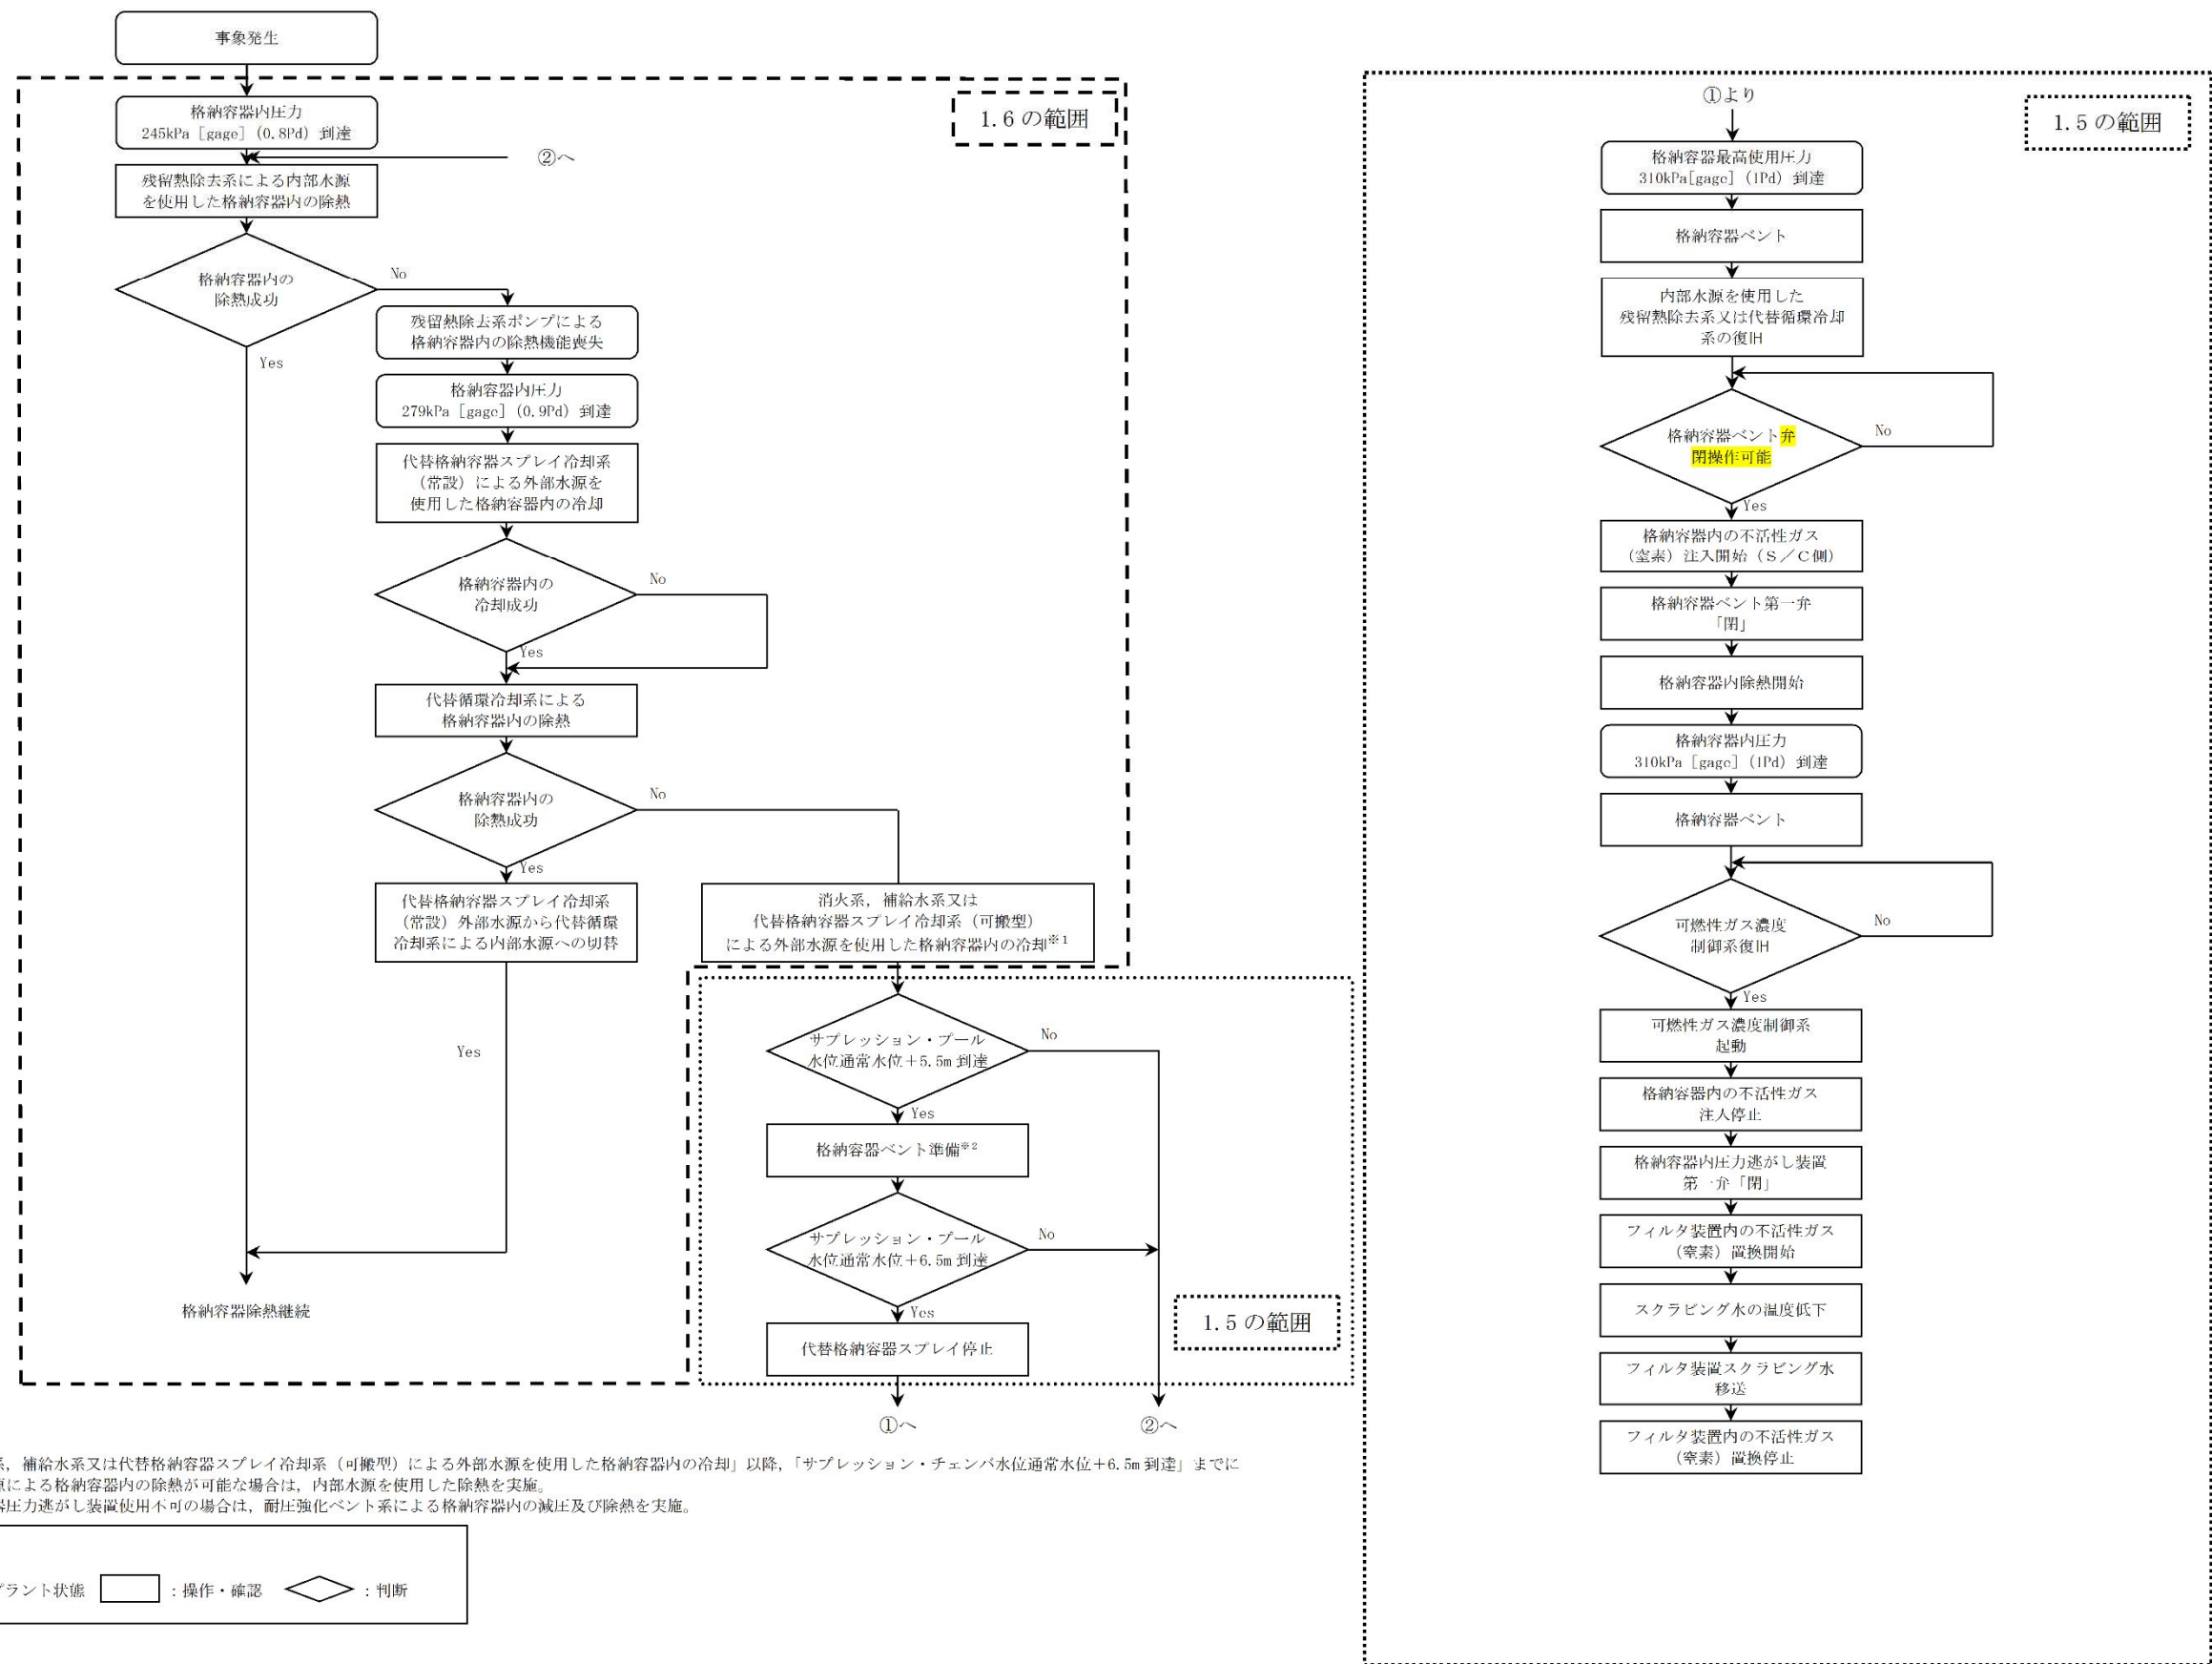 事象発生
格納容器内圧力
245kPa［gage］(0.8Pd) 到達
②へ
残留熱除去系による内部水源
を使用した格納容器内の除熱
格納容器内の
除熱成功
No
Yes
残留熱除去系ポンプによる
格納容器内の除熱機能喪失
格納容器内圧力
279kPa［gage］(0.9Pd) 到達
代替格納容器スプレイ冷却系
（常設）による外部水源を
使用した格納容器内の冷却
格納容器内の
冷却成功
No
Yes
代替循環冷却系による
格納容器内の除熱
格納容器内の
除熱成功
No
Yes
代替格納容器スプレイ冷却系
（常設）外部水源から代替循環
冷却系による内部水源への切替
Yes
格納容器除熱継続
1.6 の範囲
消火系，補給水系又は
代替格納容器スプレイ冷却系（可搬型）
による外部水源を使用した格納容器内の冷却※1
サプレッション・プール
水位通常水位＋5.5m 到達
No
Yes
格納容器ベント準備※2
サプレッション・プール
水位通常水位＋6.5m 到達
No
Yes
代替格納容器スプレイ停止
1.5 の範囲
①へ
②へ
①より
1.5 の範囲
格納容器最高使用圧力
310kPa[gage]（1Pd）到達
格納容器ベント
内部水源を使用した
残留熱除去系又は代替循環冷却
系の復旧
格納容器ベント弁
閉操作可能
No
Yes
格納容器内の不活性ガス
（窒素）注入開始（Ｓ／Ｃ側）
格納容器ベント第一弁
「閉」
格納容器内除熱開始
格納容器内圧力
310kPa［gage］(1Pd) 到達
格納容器ベント
可燃性ガス濃度
制御系復旧
No
Yes
可燃性ガス濃度制御系
起動
格納容器内の不活性ガス
注入停止
格納容器内圧力逃がし装置
第一弁「閉」
フィルタ装置内の不活性ガス
（窒素）置換開始
スクラビング水の温度低下
フィルタ装置スクラビング水
移送
フィルタ装置内の不活性ガス
（窒素）置換停止
系，補給水系又は代替格納容器スプレイ冷却系（可搬型）による外部水源を使用した格納容器内の冷却」以降，「サプレッション・チェンバ水位通常水位＋6.5m 到達」までに
源による格納容器内の除熱が可能な場合は，内部水源を使用した除熱を実施。
器圧力逃がし装置使用不可の場合は，耐圧強化ベント系による格納容器内の減圧及び除熱を実施。
プラント状態 ：操作・確認 ：判断